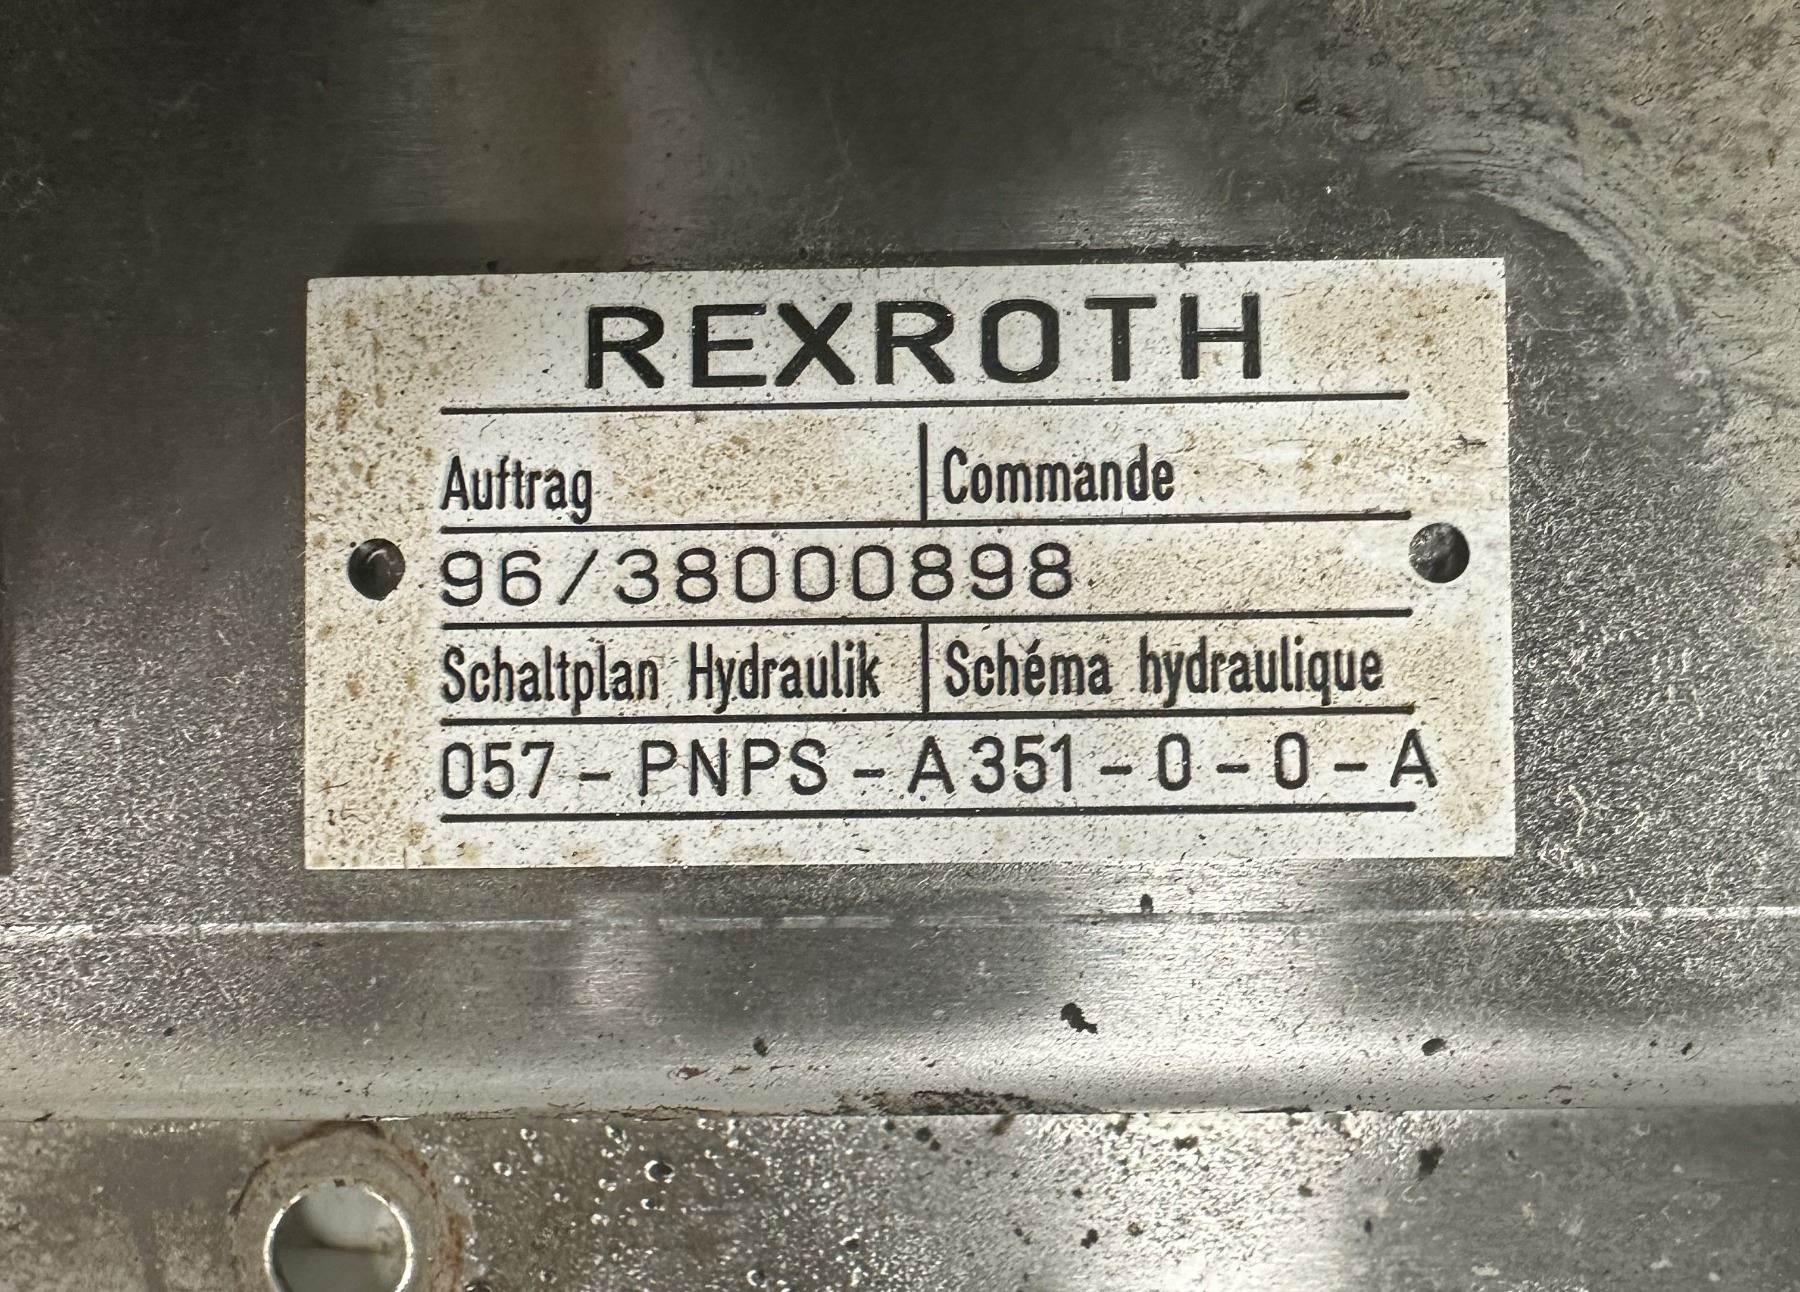 REXROTH
Auftrag | Commande
96/38000898
Schaltplan Hydraulik | Schéma hydraulique
057-PNPS-A351-0-0-A